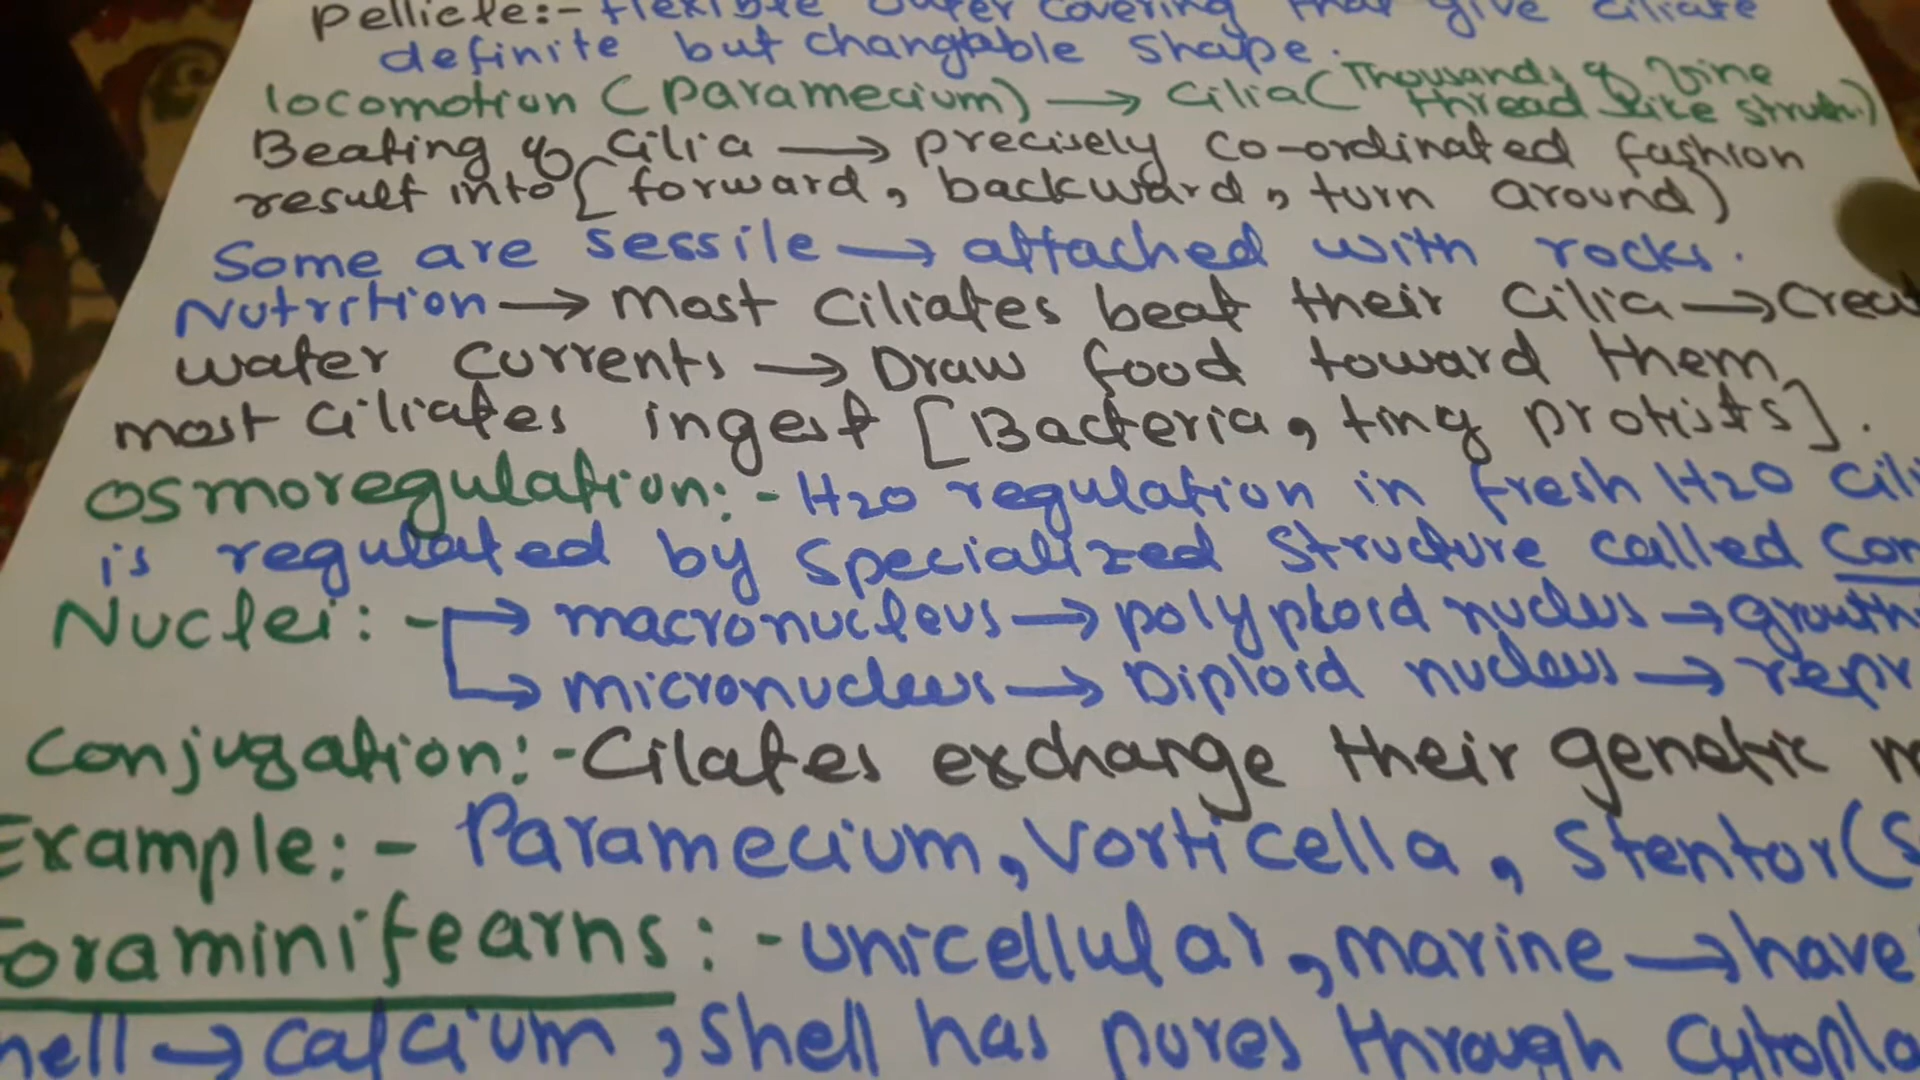 Pellicle:- Flexible outer covering that give ciliate
definite but changtable shape.
locomotion (Paramecium) → cilia (Thousands of fine
thread like struc.)
Beating of cilia → precisely co-ordinated fashion
result into [forward, backward, turn around)
Some are sessile → attached with rocks.
Nutrition → most ciliates beat their cilia → Creat
water currents → Draw food toward them
most ciliates ingest [Bacteria, tiny protists].
Osmoregulation:- H2O regulation in fresh H2O cili
is regulated by specialized structure called Con
Nuclei:- → macronucleus → polyploid nucleus → growth
→ micronucleus → Diploid nucleus → repr
Conjugation:- Cilates exchange their genetic m
Example:- Paramecium, Vorticella, Stentor (S
Foraminifearns:- unicellular, marine → have
hell → calcium, shell has pores through cytopla